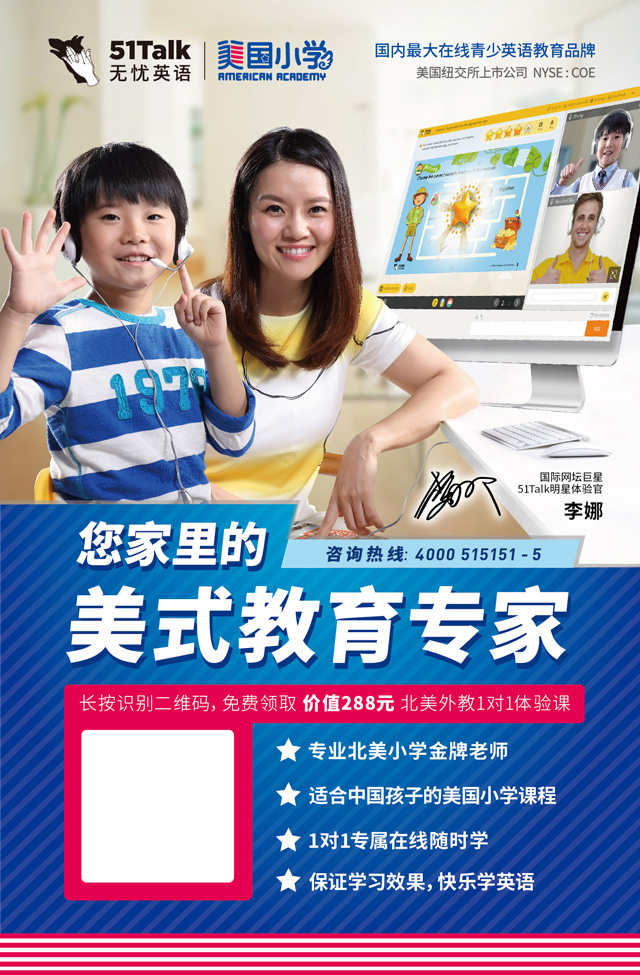 51Talk
无忧英语
美国小学
AMERICAN ACADEMY
国内最大在线青少英语教育品牌
美国纽交所上市公司 NYSE : COE
1979
国际网坛巨星
51Talk明星体验官
李娜
您家里的
咨询热线: 4000 515151 - 5
美式教育专家
长按识别二维码, 免费领取 价值288元 北美外教1对1体验课
专业北美小学金牌老师
适合中国孩子的美国小学课程
1对1专属在线随时学
保证学习效果, 快乐学英语